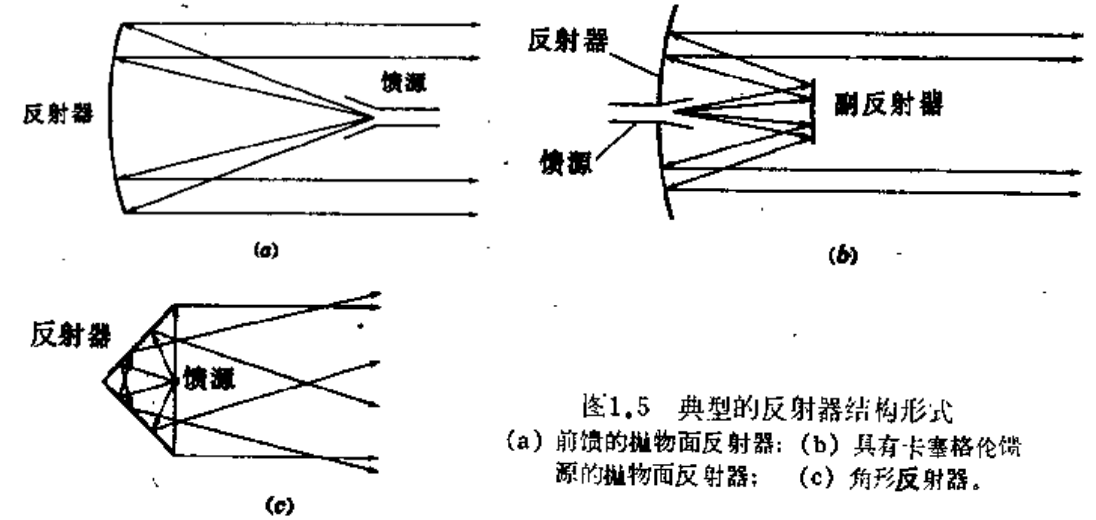 反射器
馈源
(a)
反射器
馈源
副反射器
(b)
反射器
馈源
(c)
图1.5 典型的反射器结构形式
(a) 前馈的抛物面反射器；(b) 具有卡塞格伦馈
源的抛物面反射器； (c) 角形反射器。